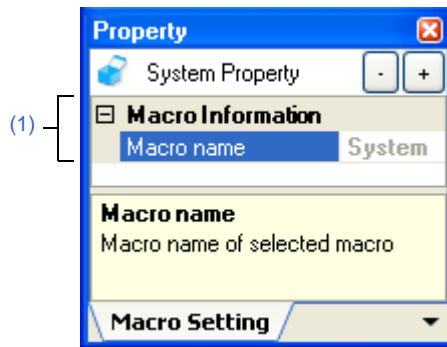 Property
System Property - +
(1)
Macro Information
Macro name System
Macro name
Macro name of selected macro
Macro Setting